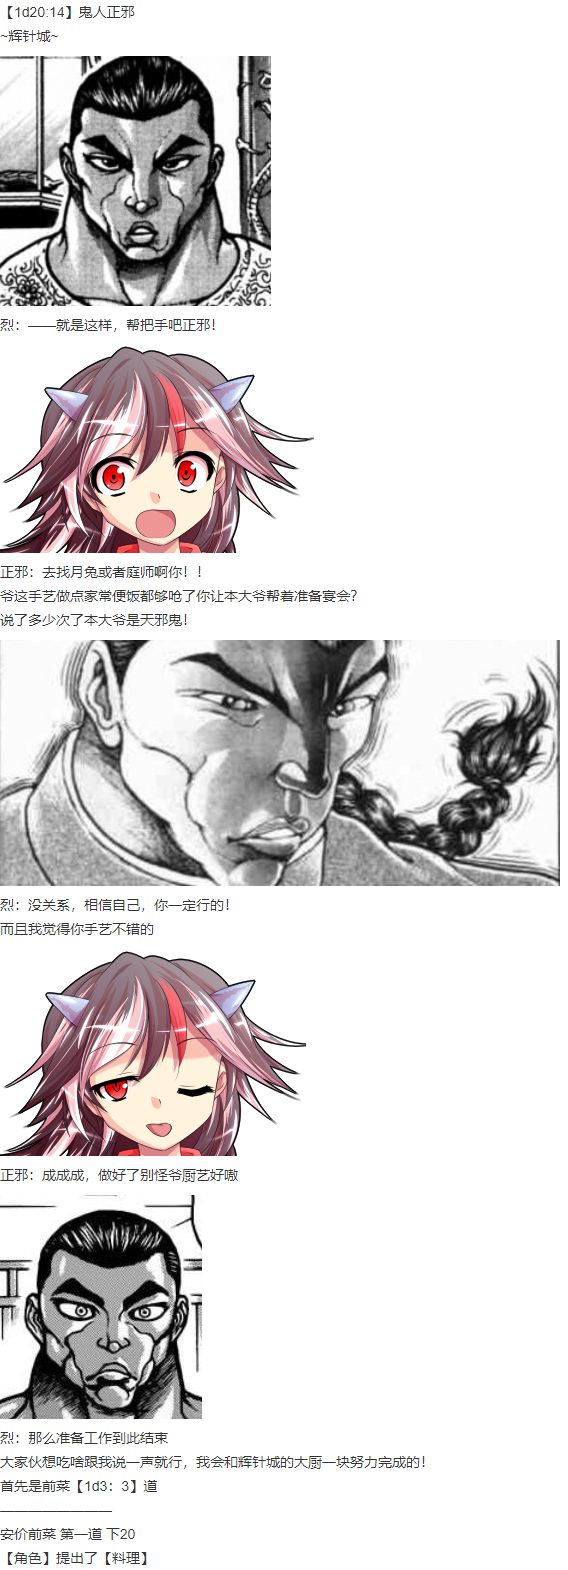 【1d20:14】鬼人正邪
~辉针城~
烈：——就是这样，帮把手吧正邪！
正邪：去找月兔或者庭师啊你！！
爷这手艺做点家常便饭都够呛了你让本大爷帮着准备宴会？
说了多少次了本大爷是天邪鬼！
烈：没关系，相信自己，你一定行的！
而且我觉得你手艺不错的
正邪：成成成，做好了别怪爷厨艺好嗷
烈：那么准备工作到此结束
大家伙想吃啥跟我说一声就行，我会和辉针城的大厨一块努力完成的！
首先是前菜【1d3：3】道
————————
安价前菜 第一道 下20
【角色】提出了【料理】